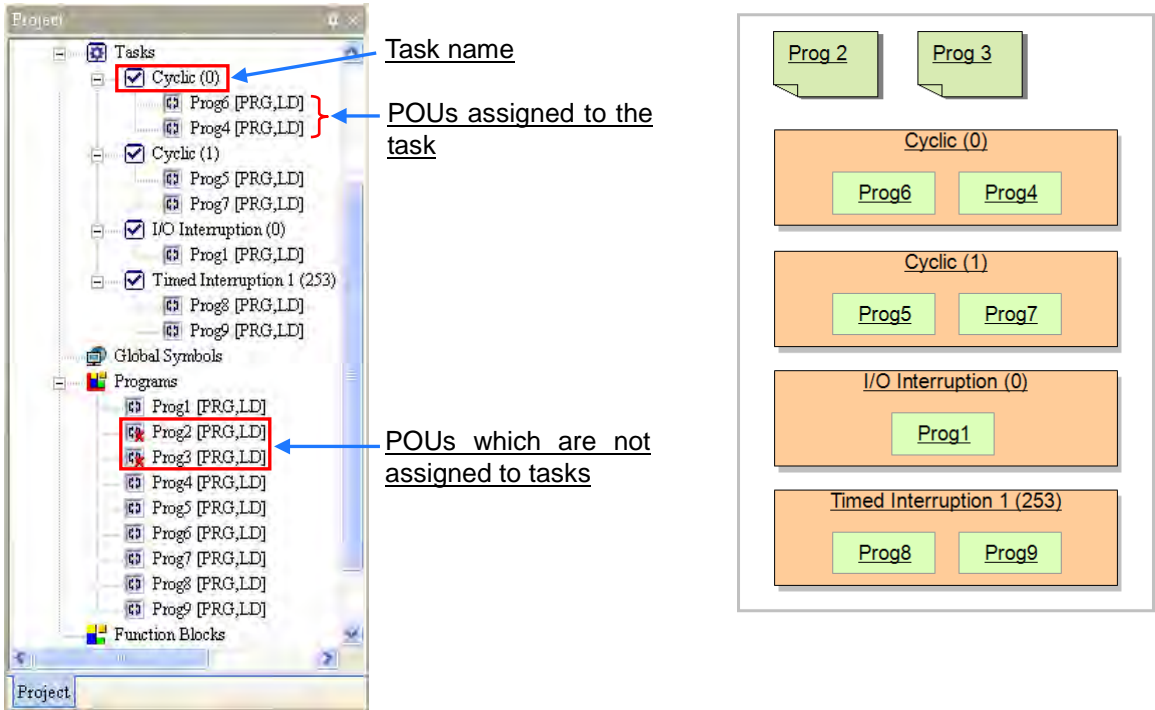 Project
Tasks
Cyclic (0)
Prog6 [PRG,LD]
Prog4 [PRG,LD]
Cyclic (1)
Prog5 [PRG,LD]
Prog7 [PRG,LD]
I/O Interruption (0)
Prog1 [PRG,LD]
Timed Interruption 1 (253)
Prog8 [PRG,LD]
Prog9 [PRG,LD]
Global Symbols
Programs
Prog1 [PRG,LD]
Prog2 [PRG,LD]
Prog3 [PRG,LD]
Prog4 [PRG,LD]
Prog5 [PRG,LD]
Prog6 [PRG,LD]
Prog7 [PRG,LD]
Prog8 [PRG,LD]
Prog9 [PRG,LD]
Function Blocks
Project
Task name
POUs assigned to the
task
POUs which are not
assigned to tasks
Prog 2
Prog 3
Cyclic (0)
Prog6
Prog4
Cyclic (1)
Prog5
Prog7
I/O Interruption (0)
Prog1
Timed Interruption 1 (253)
Prog8
Prog9